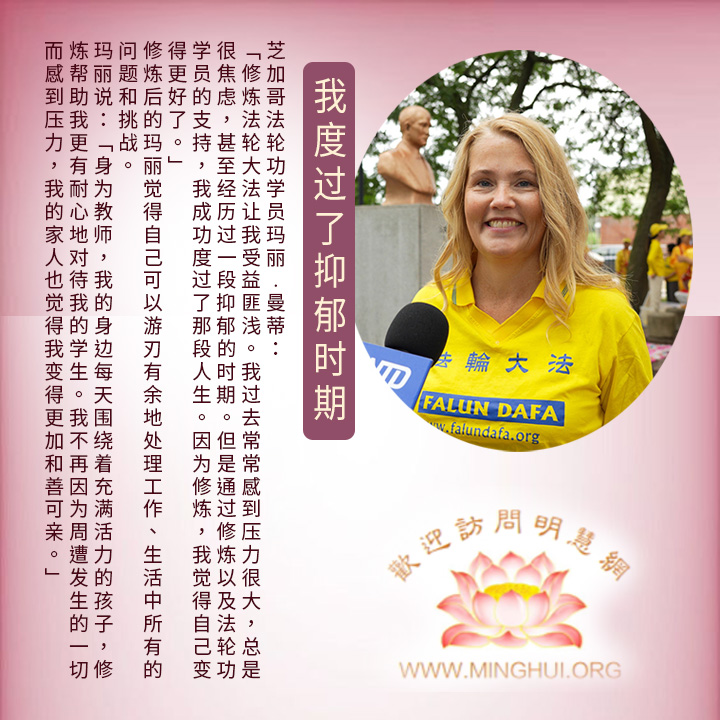 我度过了抑郁时期
芝加哥法轮功学员玛丽.曼蒂：
「修炼法轮大法让我受益匪浅。我过去常常感到压力很大，总是
很焦虑，甚至经历过一段抑郁的时期。但是通过修炼以及法轮功
学员的支持，我成功度过了那段人生。因为修炼，我觉得自己变
得更好了。」
修炼后的玛丽觉得自己可以游刃有余地处理工作、生活中所有的
问题和挑战。
玛丽说：「身为教师，我的身边每天围绕着充满活力的孩子，修
炼帮助我更有耐心地对待我的学生。我不再因为周遭发生的一切
而感到压力，我的家人也觉得我变得更加和善可亲。」
NTD
法輪大法
FALUN DAFA
www.falundafa.org
歡迎訪問明慧網
WWW.MINGHUI.ORG